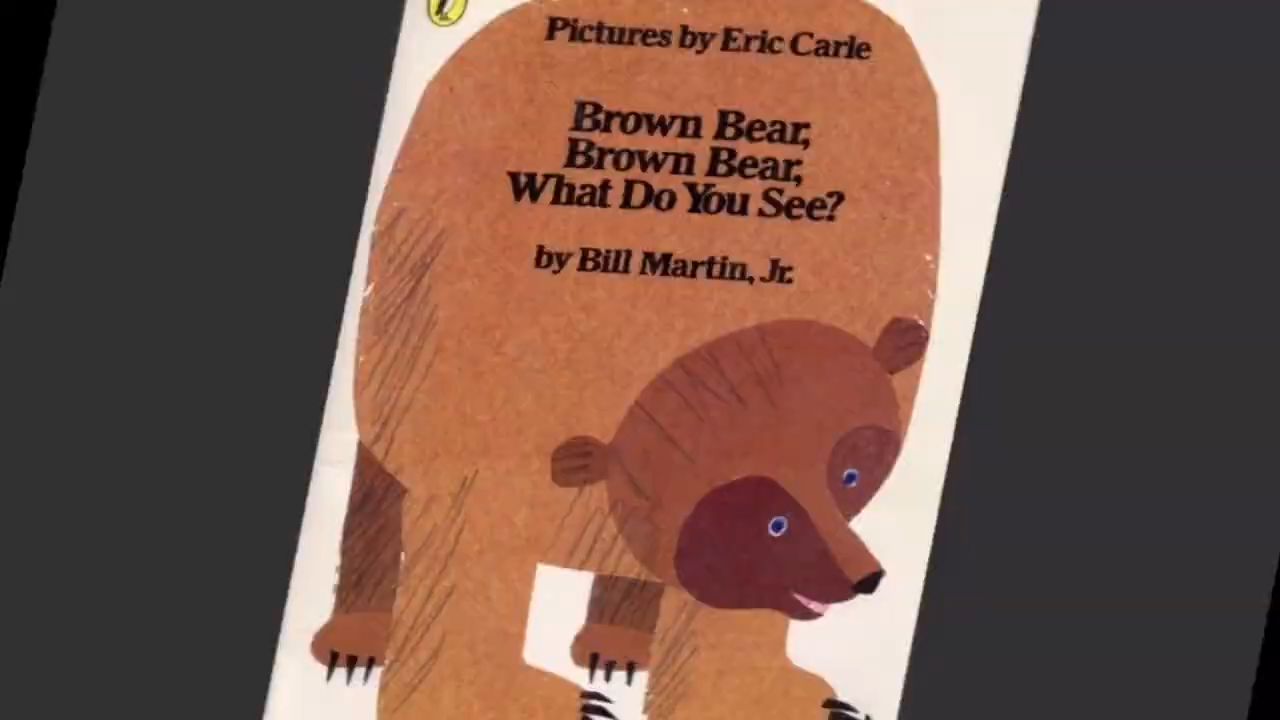 Pictures by Eric Carle
Brown Bear,
Brown Bear,
What Do You See?
by Bill Martin, Jr.